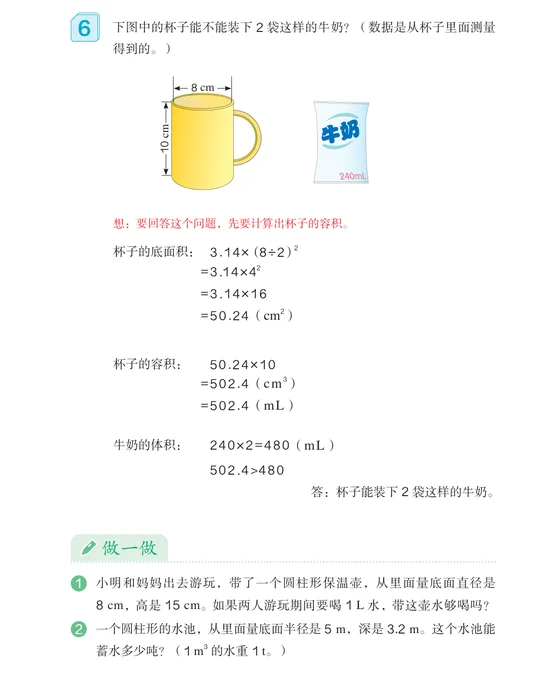 6 下图中的杯子能不能装下 2 袋这样的牛奶？（数据是从杯子里面测量
得到的。）
8 cm
10 cm
牛奶
240mL
想：要回答这个问题，先要计算出杯子的容积。
杯子的底面积： 3.14×(8÷2)²
=3.14×4²
=3.14×16
=50.24（cm²）
杯子的容积： 50.24×10
=502.4（cm³）
=502.4（mL）
牛奶的体积： 240×2=480（mL）
502.4>480
答：杯子能装下 2 袋这样的牛奶。
做一做
1 小明和妈妈出去游玩，带了一个圆柱形保温壶，从里面量底面直径是
8 cm，高是 15 cm。如果两人游玩期间要喝 1 L 水，带这壶水够喝吗？
2 一个圆柱形的水池，从里面量底面半径是 5 m，深是 3.2 m。这个水池能
蓄水多少吨？（1 m³ 的水重 1 t。）